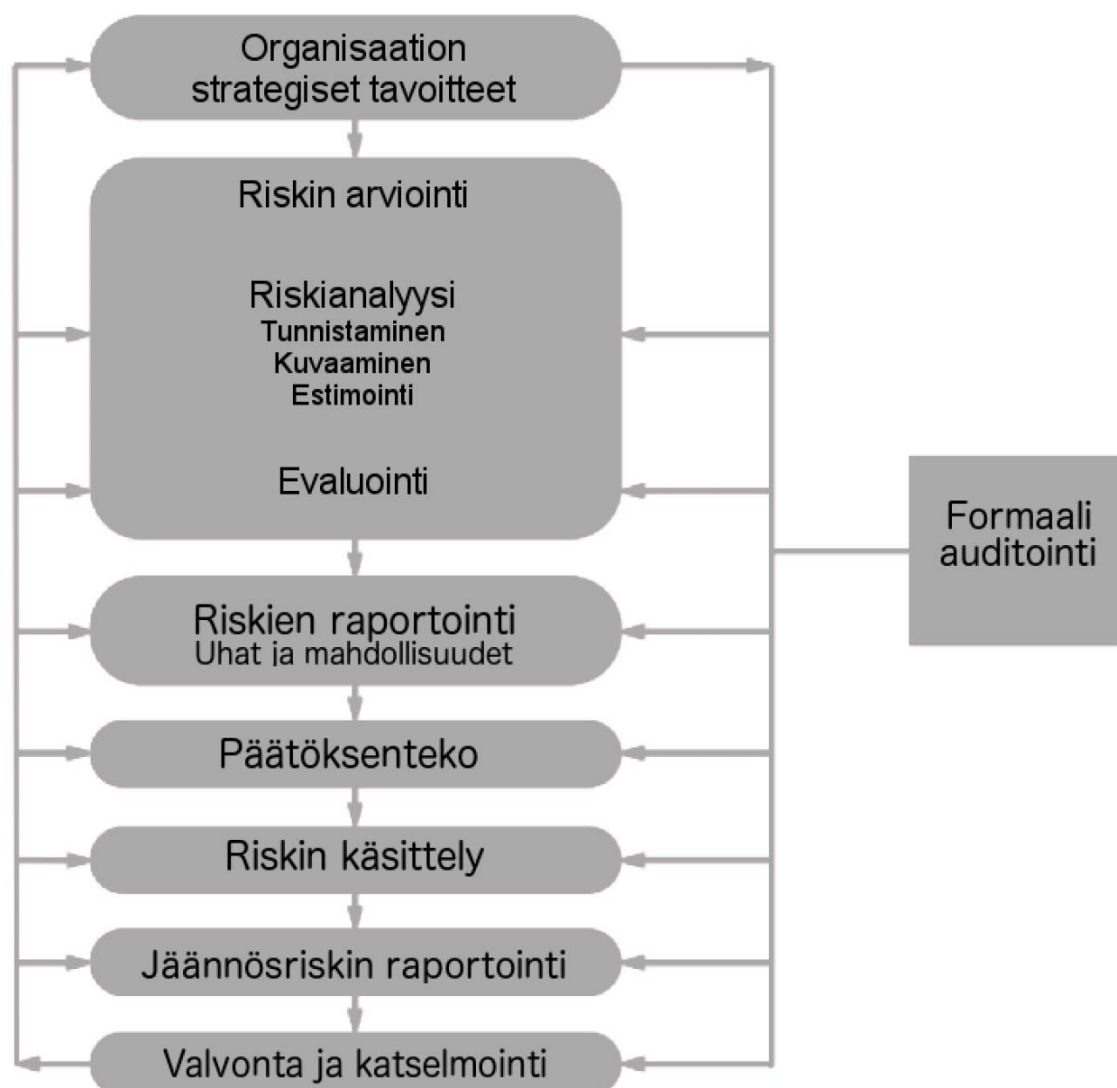 Organisaation
strategiset tavoitteet
Riskin arviointi
Riskianalyysi
Tunnistaminen
Kuvaaminen
Estimointi
Evaluointi
Formaali
auditointi
Riskien raportointi
Uhat ja mahdollisuudet
Päätöksenteko
Riskin käsittely
Jäännösriskin raportointi
Valvonta ja katselmointi